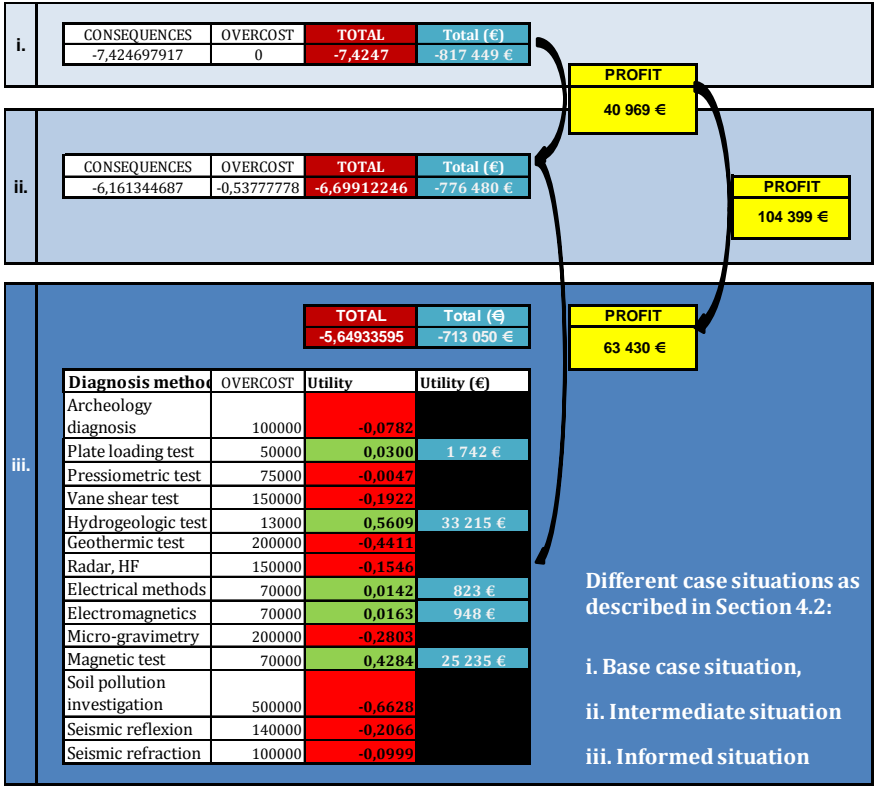 i.
CONSEQUENCES OVERCOST TOTAL Total (€)
-7,424697917 0 -7,4247 -817 449 €
PROFIT
40 969 €
ii.
CONSEQUENCES OVERCOST TOTAL Total (€)
-6,161344687 -0,53777778 -6,69912246 -776 480 €
PROFIT
104 399 €
iii.
TOTAL Total (€)
-5,64933595 -713 050 €
PROFIT
63 430 €
Diagnosis method OVERCOST Utility Utility (€)
Archeology
diagnosis 100000 -0,0782
Plate loading test 50000 0,0300 1 742 €
Pressiometric test 75000 -0,0047
Vane shear test 150000 -0,1922
Hydrogeologic test 13000 0,5609 33 215 €
Geothermic test 200000 -0,4411
Radar, HF 150000 -0,1546
Electrical methods 70000 0,0142 823 €
Electromagnetics 70000 0,0163 948 €
Micro-gravimetry 200000 -0,2803
Magnetic test 70000 0,4284 25 235 €
Soil pollution
investigation 500000 -0,6628
Seismic reflexion 140000 -0,2066
Seismic refraction 100000 -0,0999
Different case situations as
described in Section 4.2:
i. Base case situation,
ii. Intermediate situation
iii. Informed situation